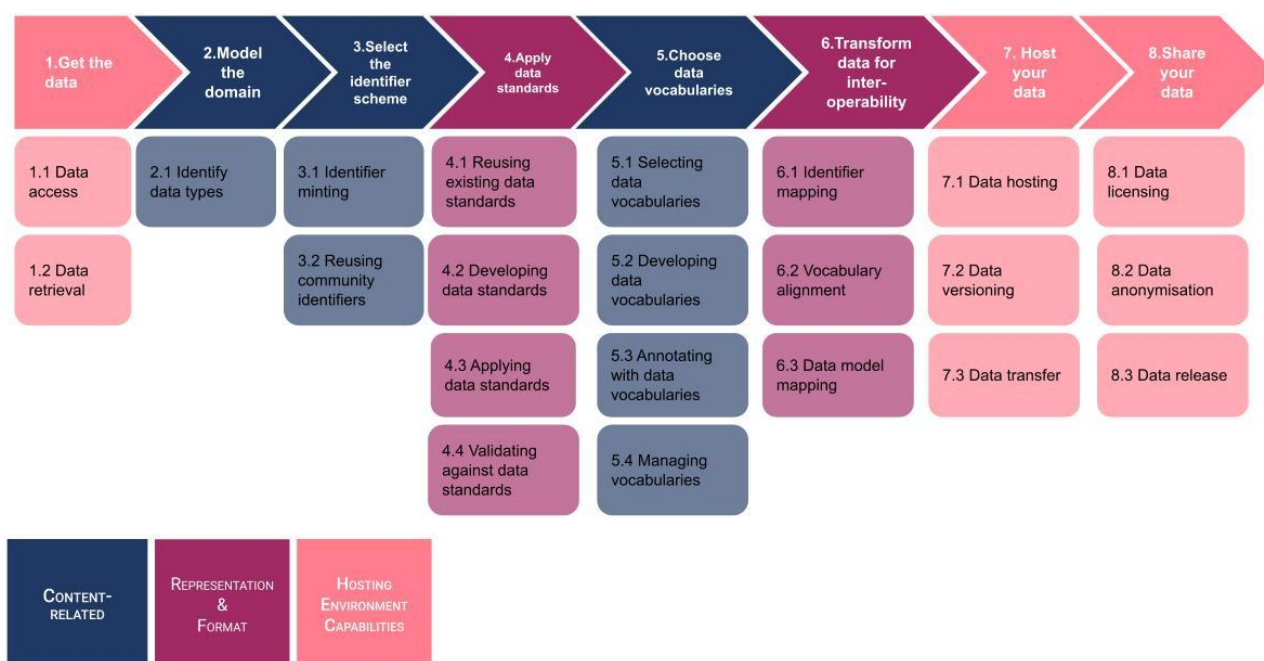 1.Get the
data
2.Model
the
domain
3.Select
the
identifier
scheme
4.Apply
data
standards
5.Choose
data
vocabularies
6.Transform
data for
inter-
operability
7. Host
your
data
8.Share
your
data
1.1 Data
access
2.1 Identify
data types
3.1 Identifier
minting
4.1 Reusing
existing data
standards
5.1 Selecting
data
vocabularies
6.1 Identifier
mapping
7.1 Data hosting
8.1 Data
licensing
1.2 Data
retrieval
3.2 Reusing
community
identifiers
4.2 Developing
data standards
5.2 Developing
data
vocabularies
6.2 Vocabulary
alignment
7.2 Data
versioning
8.2 Data
anonymisation
4.3 Applying
data standards
5.3 Annotating
with data
vocabularies
6.3 Data model
mapping
7.3 Data transfer
8.3 Data release
4.4 Validating
against data
standards
5.4 Managing
vocabularies
CONTENT-
RELATED
REPRESENTATION
&
FORMAT
HOSTING
ENVIRONMENT
CAPABILITIES